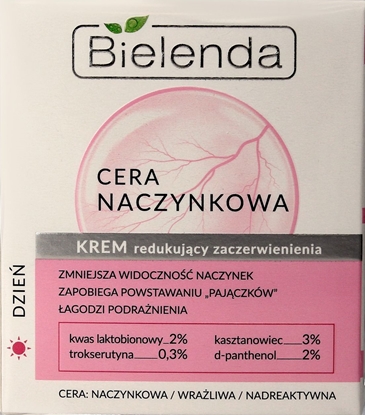 Bielenda
CERA
NACZYNKOWA
KREM redukujący zaczerwienienia
DZIEŃ
ZMNIEJSZA WIDOCZNOŚĆ NACZYNEK
ZAPOBIEGA POWSTAWANIU „PAJĄCZKÓW”
ŁAGODZI PODRAŻNIENIA
kwas laktobionowy 2% kasztanowiec 3%
trokserutyna 0,3% d-panthenol 2%
CERA: NACZYNKOWA / WRAŻLIWA / NADREAKTYWNA